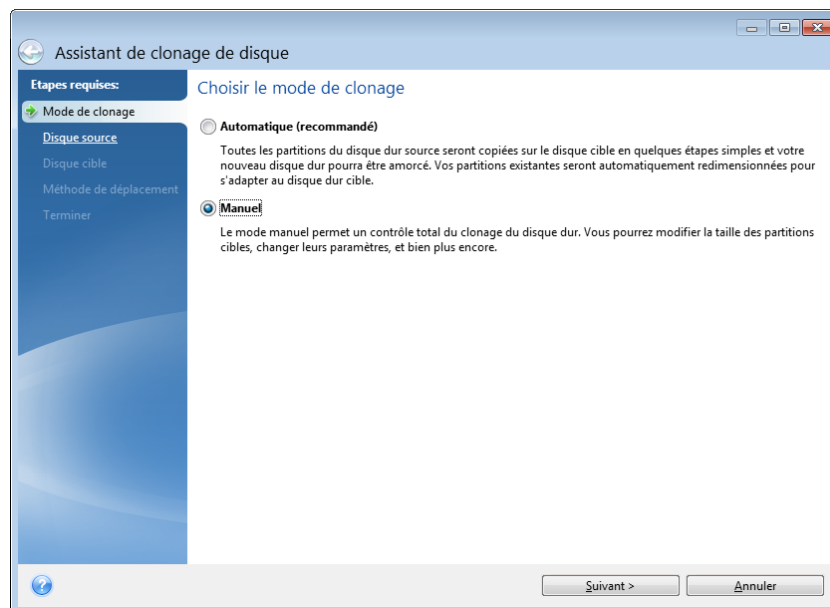 Assistant de clonage de disque
Etapes requises:
Mode de clonage
Disque source
Disque cible
Méthode de déplacement
Terminer
Choisir le mode de clonage
Automatique (recommandé)
Toutes les partitions du disque dur source seront copiées sur le disque cible en quelques étapes simples et votre
nouveau disque dur pourra être amorcé. Vos partitions existantes seront automatiquement redimensionnées pour
s'adapter au disque dur cible.
Manuel
Le mode manuel permet un contrôle total du clonage du disque dur. Vous pourrez modifier la taille des partitions
cibles, changer leurs paramètres, et bien plus encore.
Suivant >
Annuler